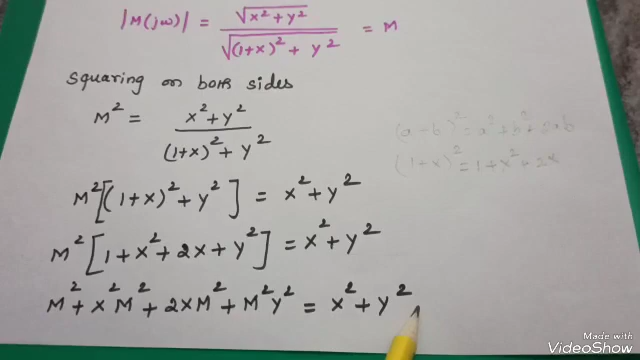 |M(jω)| = √(x² + y²) / √((1+x)² + y²) = M
Squaring on both sides
M² = (x² + y²) / ((1+x)² + y²)
(a-b)² = a² + b² + 2ab
(1+x)² = 1 + x² + 2x
M² [(1+x)² + y²] = x² + y²
M² [1 + x² + 2x + y²] = x² + y²
M² + x²M² + 2xM² + M²y² = x² + y²
Made with
VideoShow